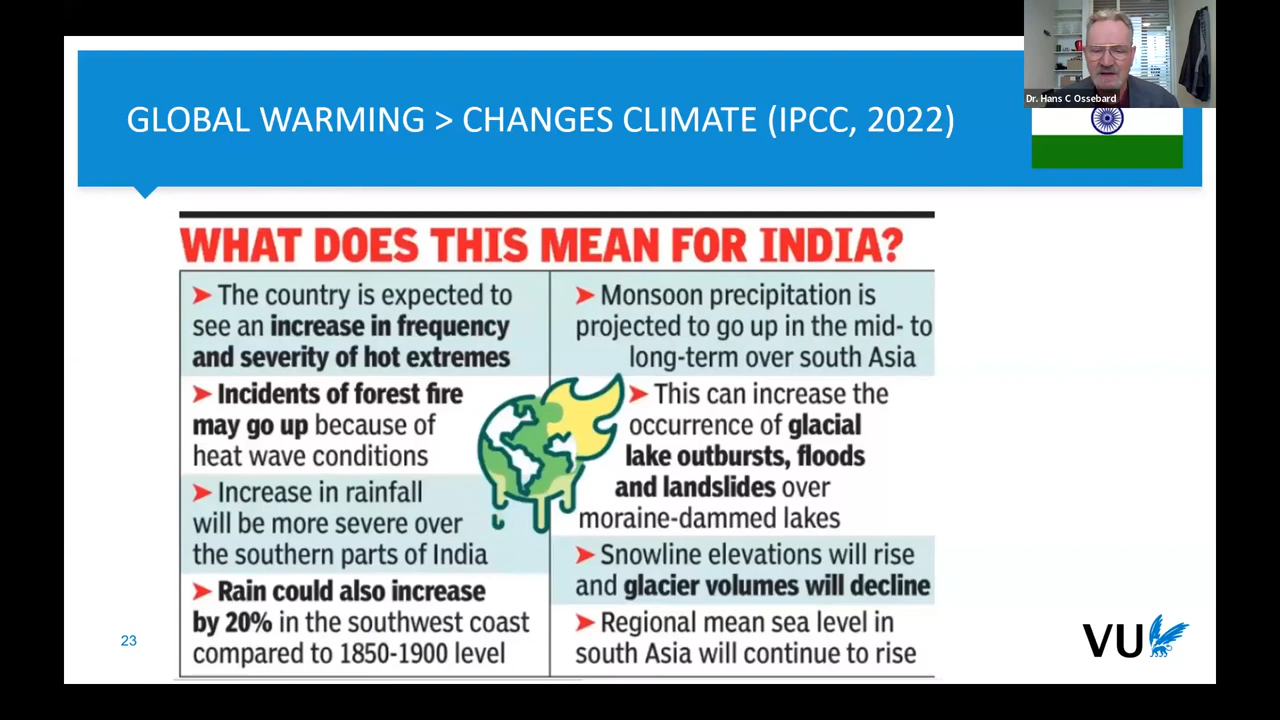 Dr. Hans C Ossebard
GLOBAL WARMING > CHANGES CLIMATE (IPCC, 2022)
WHAT DOES THIS MEAN FOR INDIA?
➤ The country is expected to
see an increase in frequency
and severity of hot extremes
➤ Incidents of forest fire
may go up because of
heat wave conditions
➤ Increase in rainfall
will be more severe over
the southern parts of India
➤ Rain could also increase
by 20% in the southwest coast
compared to 1850-1900 level
➤ Monsoon precipitation is
projected to go up in the mid- to
long-term over south Asia
➤ This can increase the
occurrence of glacial
lake outbursts, floods
and landslides over
moraine-dammed lakes
➤ Snowline elevations will rise
and glacier volumes will decline
➤ Regional mean sea level in
south Asia will continue to rise
23
VU